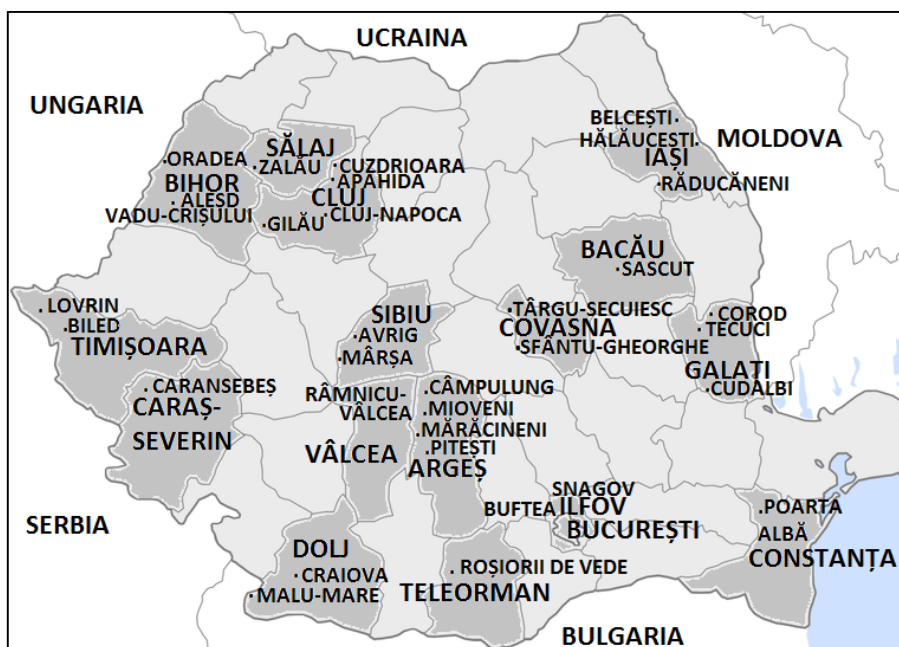 UCRAINA
UNGARIA
MOLDOVA
BELCEȘTI
HĂLĂUCEȘTI
IAȘI
RĂDUCĂNENI
SĂLAJ
ZALĂU
ORADEA
BIHOR
ALESD
VADU-CRIȘULUI
CUZDRIOARA
APAHIDA
CLUJ
CLUJ-NAPOCA
GILĂU
BACĂU
SASCUT
LOVRIN
BILED
TIMIȘOARA
SIBIU
AVRIG
MÂRȘA
TÂRGU-SECUIESC
COVASNA
SFÂNTU-GHEORGHE
COROD
TECUCI
GALAȚI
CUDALBI
CARANSEBEȘ
CARAȘ-
SEVERIN
RÂMNICU-
VÂLCEA
VÂLCEA
CÂMPULUNG
MIOVENI
MĂRĂCINENI
PITEȘTI
ARGEȘ
SNAGOV
BUFTEA
ILFOV
BUCUREȘTI
POARTA
ALBĂ
CONSTANȚA
SERBIA
DOLJ
CRAIOVA
MALU-MARE
ROȘIORII DE VEDE
TELEORMAN
BULGARIA